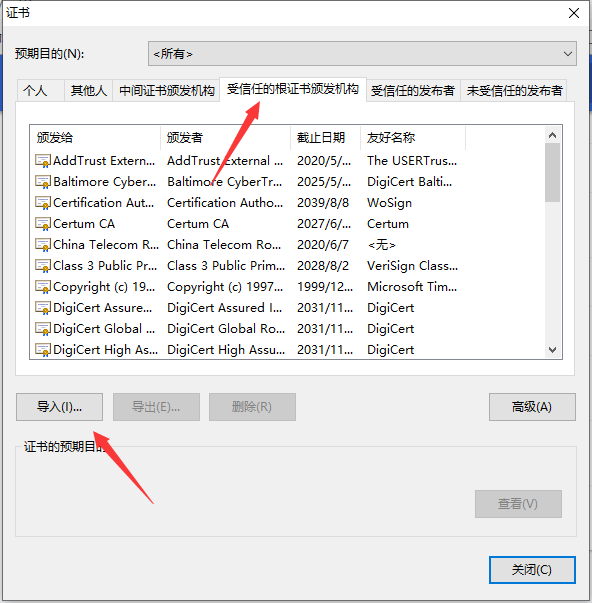 证书
预期目的(N): <所有>
个人 其他人 中间证书颁发机构 受信任的根证书颁发机构 受信任的发布者 未受信任的发布者
颁发给 颁发者 截止日期 友好名称
AddTrust Extern... AddTrust External ... 2020/5/... The USERTrus...
Baltimore Cyber... Baltimore CyberTr... 2025/5/... DigiCert Balti...
Certification Aut... Certification Autho... 2039/8/8 WoSign
Certum CA Certum CA 2027/6/... Certum
China Telecom R... China Telecom Ro... 2020/6/7 <无>
Class 3 Public Pr... Class 3 Public Prim... 2028/8/2 VeriSign Class...
Copyright (c) 19... Copyright (c) 1997... 1999/12... Microsoft Tim...
DigiCert Assure... DigiCert Assured I... 2031/11... DigiCert
DigiCert Global ... DigiCert Global Ro... 2031/11... DigiCert
DigiCert High As... DigiCert High Assu... 2031/11... DigiCert
导入(I)... 导出(E)... 删除(R) 高级(A)
证书的预期目的
查看(V)
关闭(C)